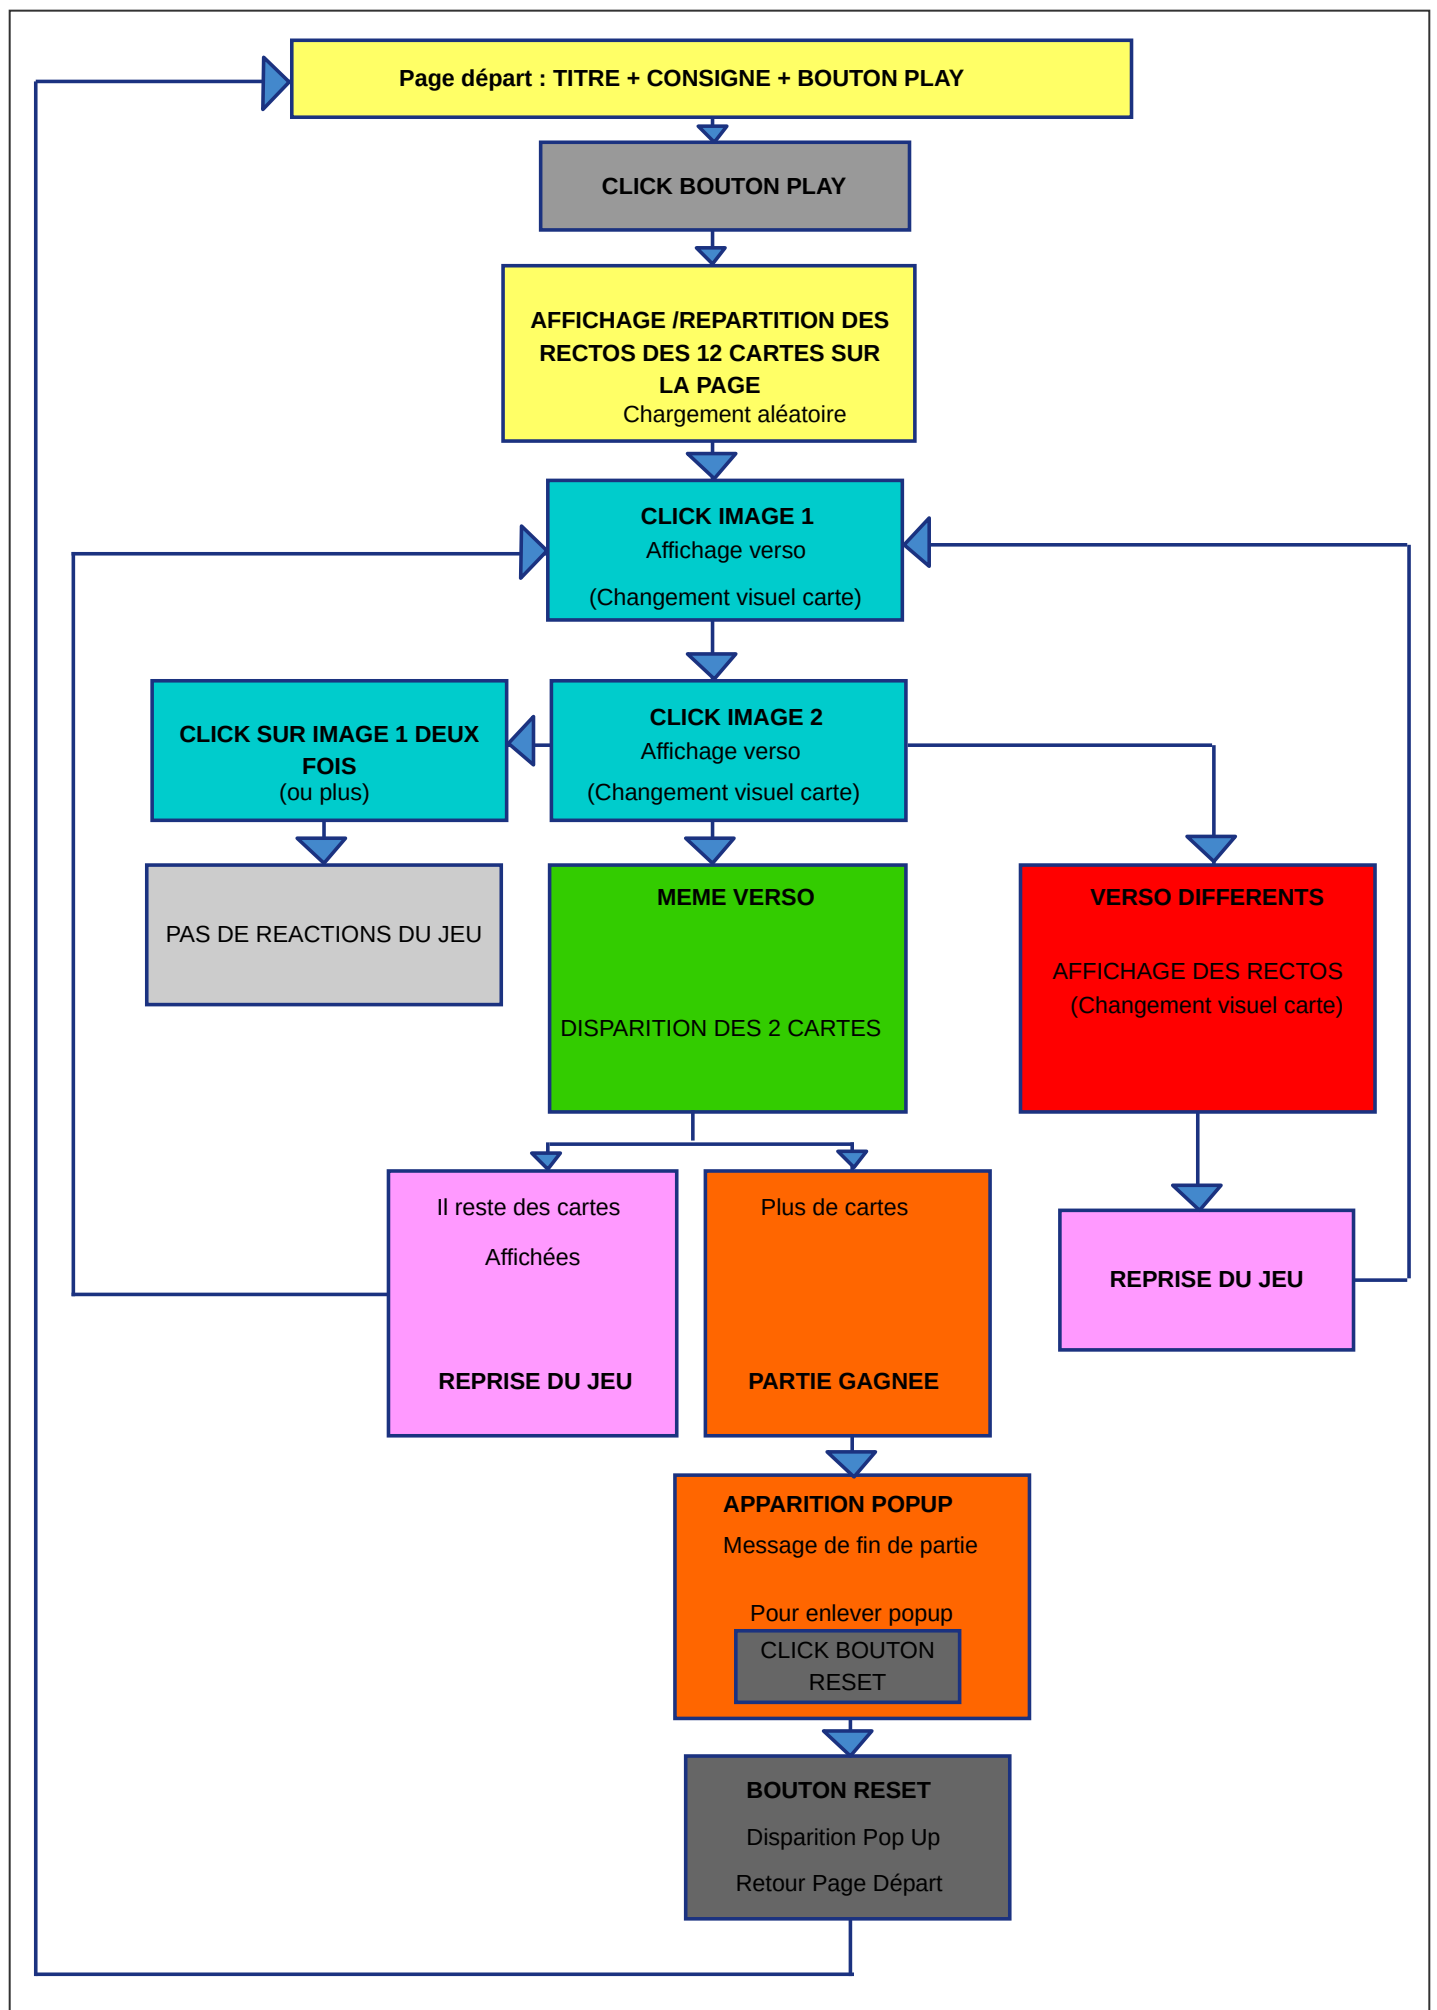 Page départ : TITRE + CONSIGNE + BOUTON PLAY
CLICK BOUTON PLAY
AFFICHAGE /REPARTITION DES
RECTOS DES 12 CARTES SUR
LA PAGE
Chargement aléatoire
CLICK IMAGE 1
Affichage verso
(Changement visuel carte)
CLICK SUR IMAGE 1 DEUX
FOIS
(ou plus)
CLICK IMAGE 2
Affichage verso
(Changement visuel carte)
PAS DE REACTIONS DU JEU
MEME VERSO
DISPARITION DES 2 CARTES
VERSO DIFFERENTS
AFFICHAGE DES RECTOS
(Changement visuel carte)
Il reste des cartes
Affichées
REPRISE DU JEU
Plus de cartes
PARTIE GAGNEE
REPRISE DU JEU
APPARITION POPUP
Message de fin de partie
Pour enlever popup
CLICK BOUTON
RESET
BOUTON RESET
Disparition Pop Up
Retour Page Départ